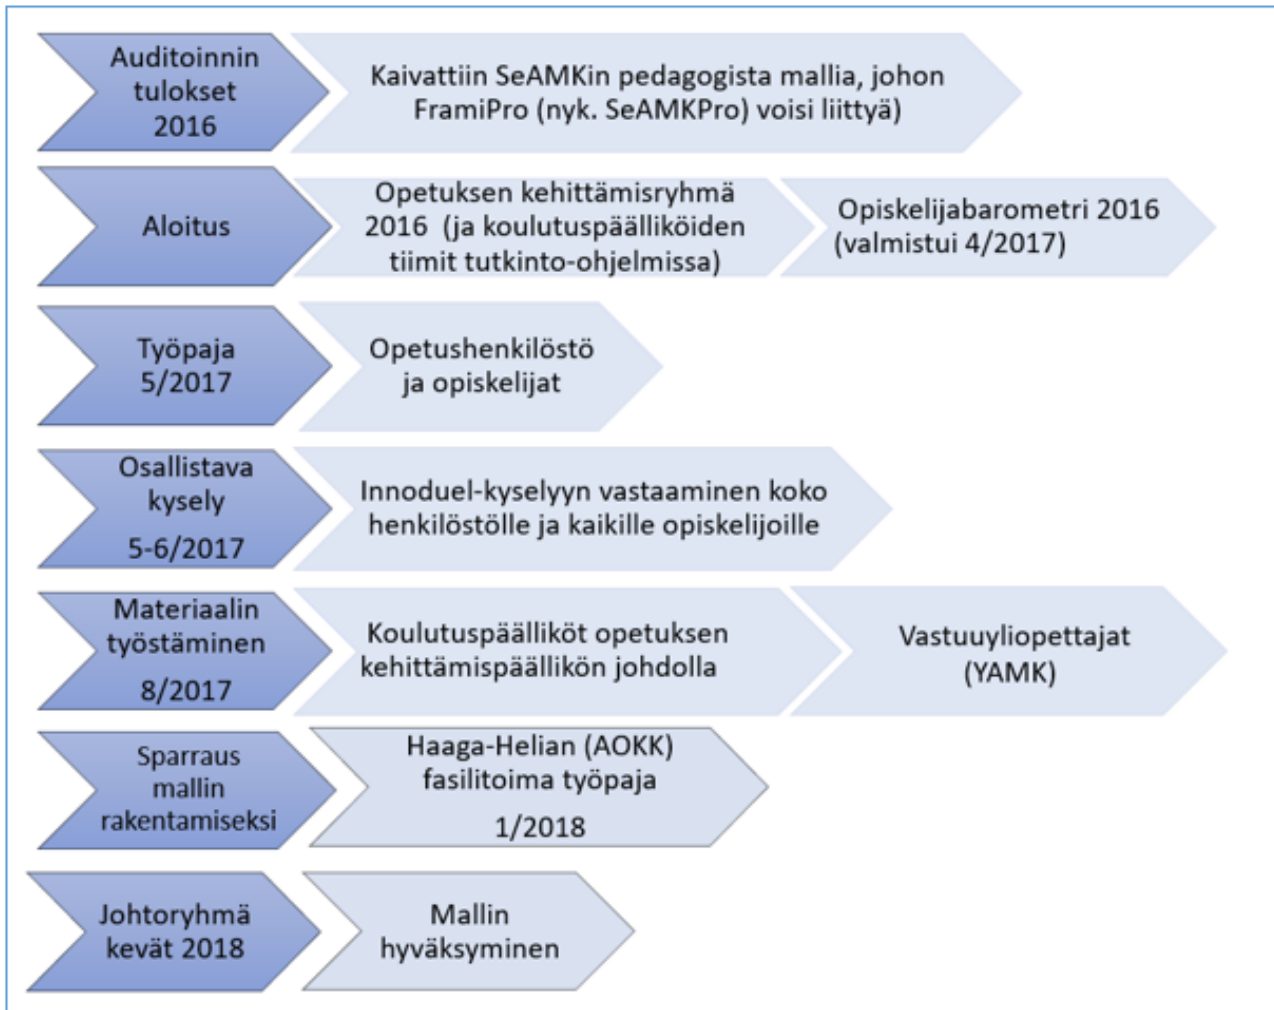 Auditoinnin
tulokset
2016
Kaivattiin SeAMKin pedagogista mallia, johon
FramiPro (nyk. SeAMKPro) voisi liittyä)
Aloitus
Opetuksen kehittämisryhmä
2016 (ja koulutuspäälliköiden
tiimit tutkinto-ohjelmissa)
Opiskelijabarometri 2016
(valmistui 4/2017)
Työpaja
5/2017
Opetushenkilöstö
ja opiskelijat
Osallistava
kysely
5-6/2017
Innoduel-kyselyyn vastaaminen koko
henkilöstölle ja kaikille opiskelijoille
Materiaalin
työstäminen
8/2017
Koulutuspäälliköt opetuksen
kehittämispäällikön johdolla
Vastuuyliopettajat
(YAMK)
Sparraus
mallin
rakentamiseksi
Haaga-Helian (AOKK)
fasilitoima työpaja
1/2018
Johtoryhmä
kevät 2018
Mallin
hyväksyminen